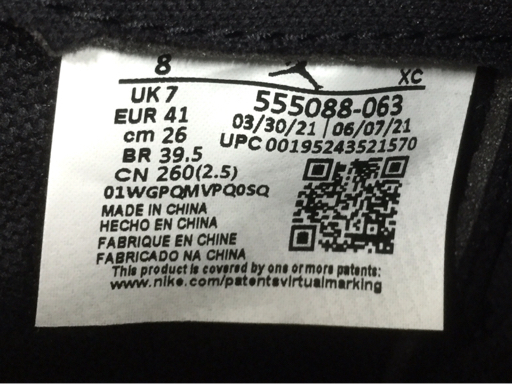 8 XC
UK 7 555088-063
EUR 41 03/30/21 06/07/21
cm 26 UPC 00195243521570
BR 39.5
CN 260(2.5)
01WGPQMVPQ0SQ
MADE IN CHINA
HECHO EN CHINA
FABRIQUE EN CHINE
FABRICADO NA CHINA
This product is covered by one or more patents:
www.nike.com/patentsvirtualmarking